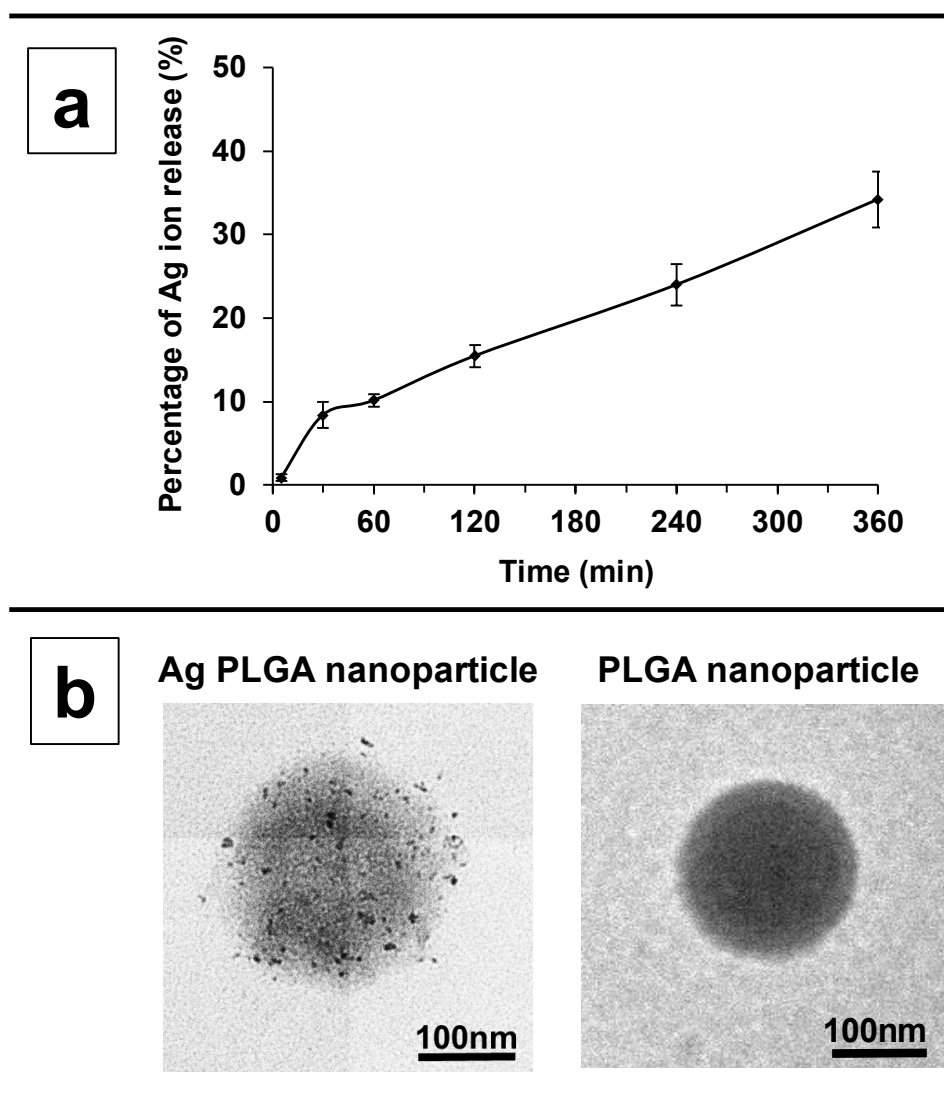 a
Percentage of Ag ion release (%)
50
40
30
20
10
0
0 60 120 180 240 300 360
Time (min)
b
Ag PLGA nanoparticle PLGA nanoparticle
100nm 100nm